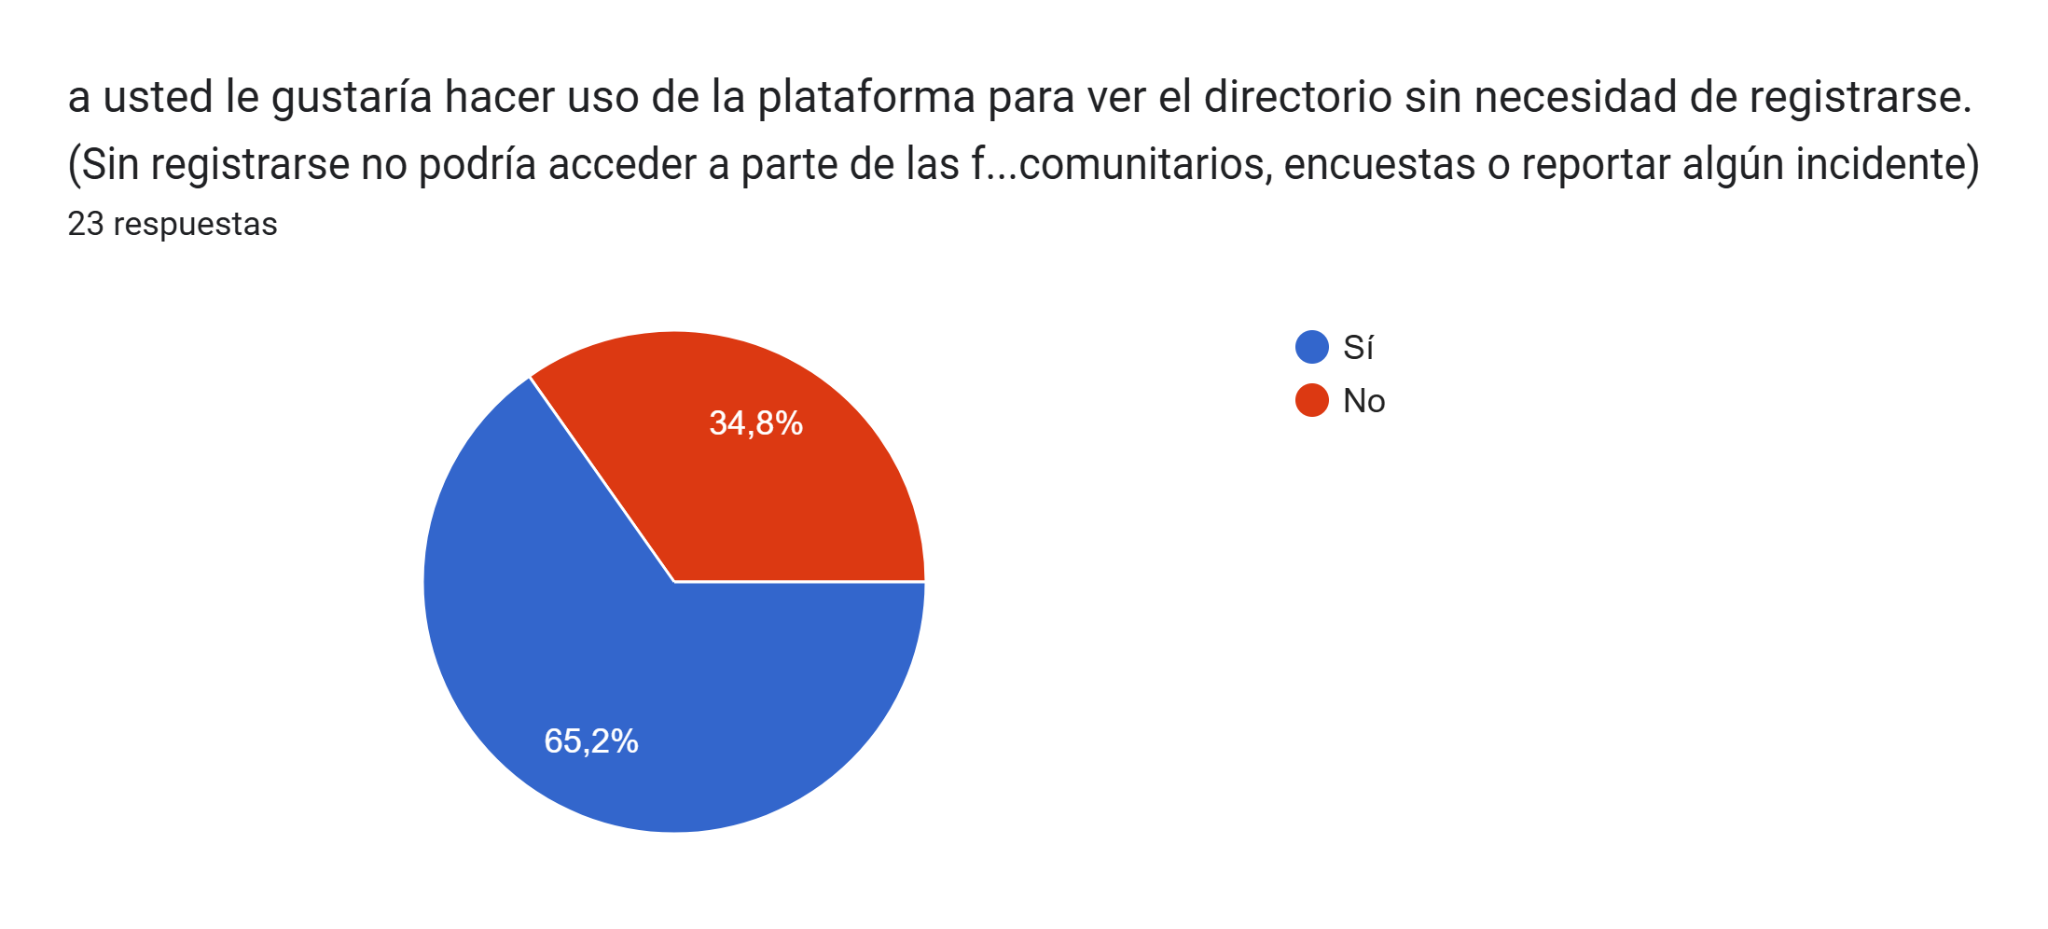 a usted le gustaría hacer uso de la plataforma para ver el directorio sin necesidad de registrarse.
(Sin registrarse no podría acceder a parte de las f...comunitarios, encuestas o reportar algún incidente)
23 respuestas
Sí
No
34,8%
65,2%